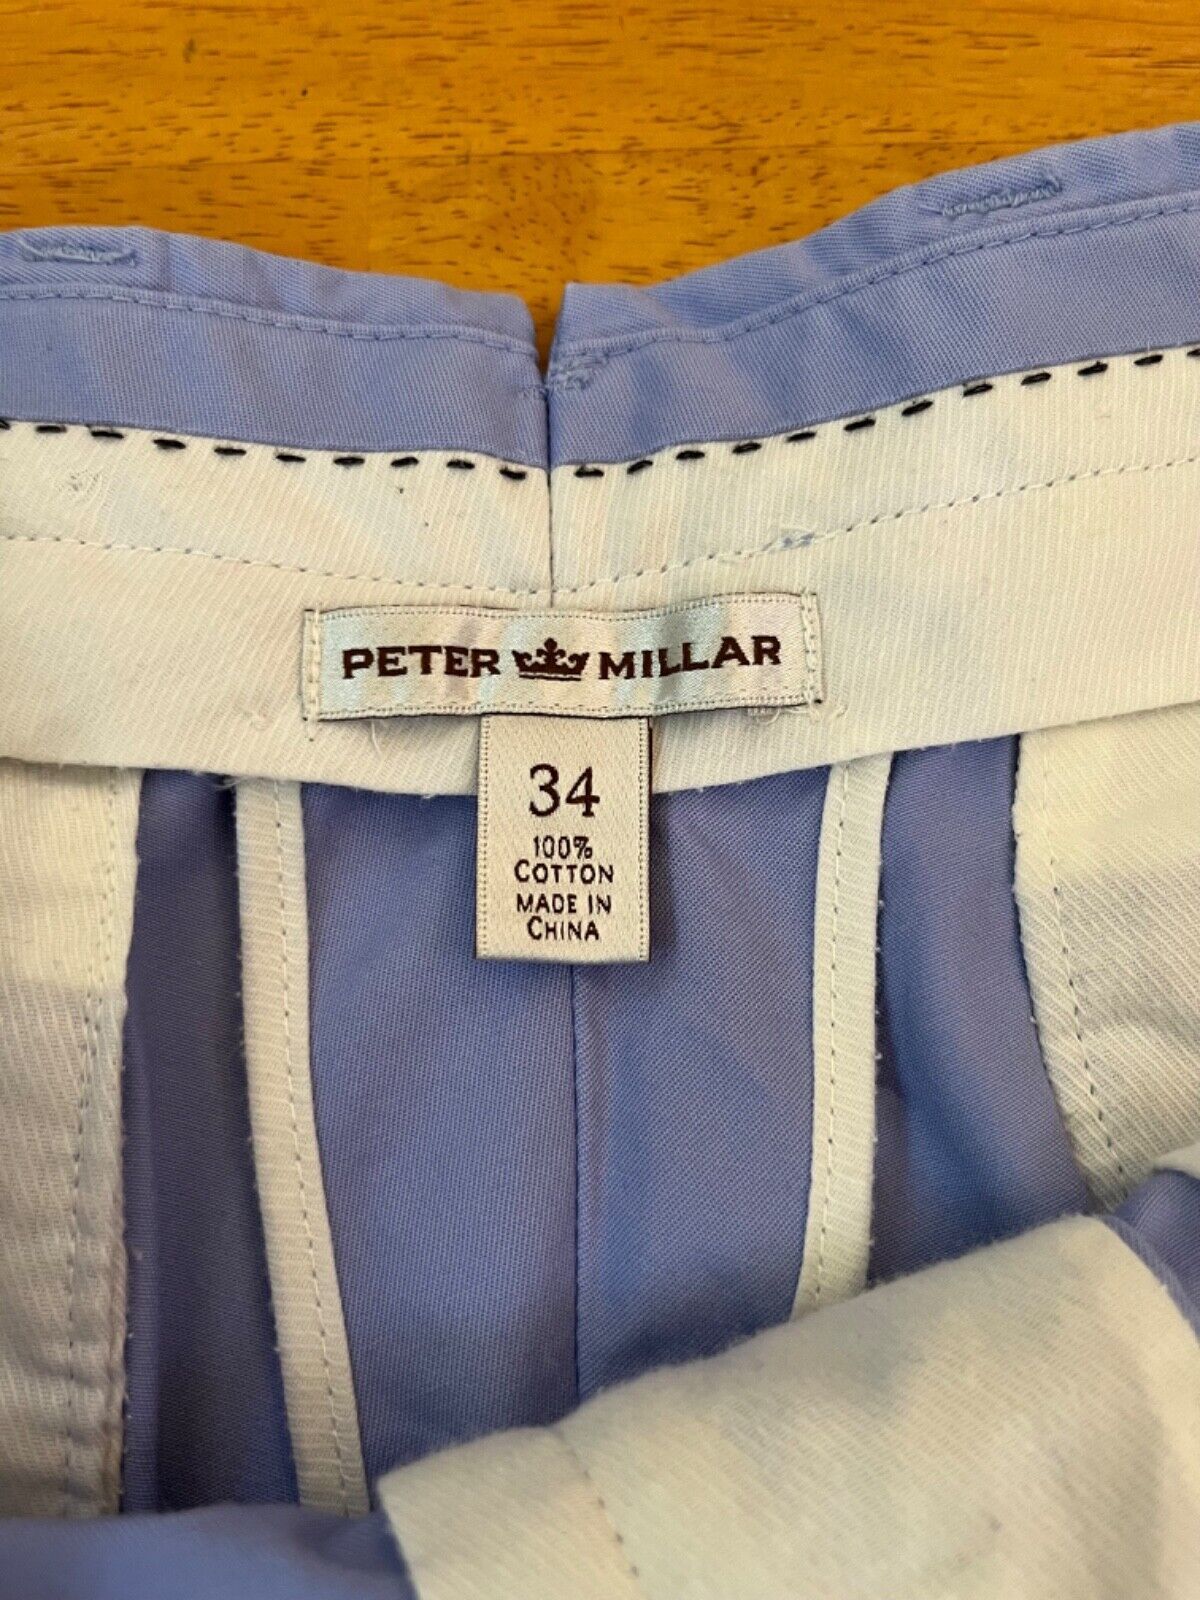 PETER MILLAR
34
100%
COTTON
MADE IN
CHINA